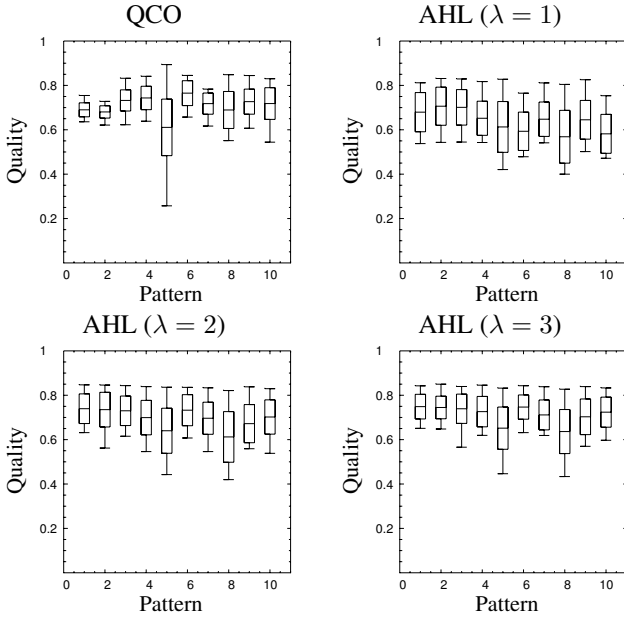 QCO
1
0.8
0.6
0.4
0.2
0 2 4 6 8 10
Quality
Pattern
AHL (λ = 1)
1
0.8
0.6
0.4
0.2
0 2 4 6 8 10
Quality
Pattern
AHL (λ = 2)
1
0.8
0.6
0.4
0.2
0 2 4 6 8 10
Quality
Pattern
AHL (λ = 3)
1
0.8
0.6
0.4
0.2
0 2 4 6 8 10
Quality
Pattern